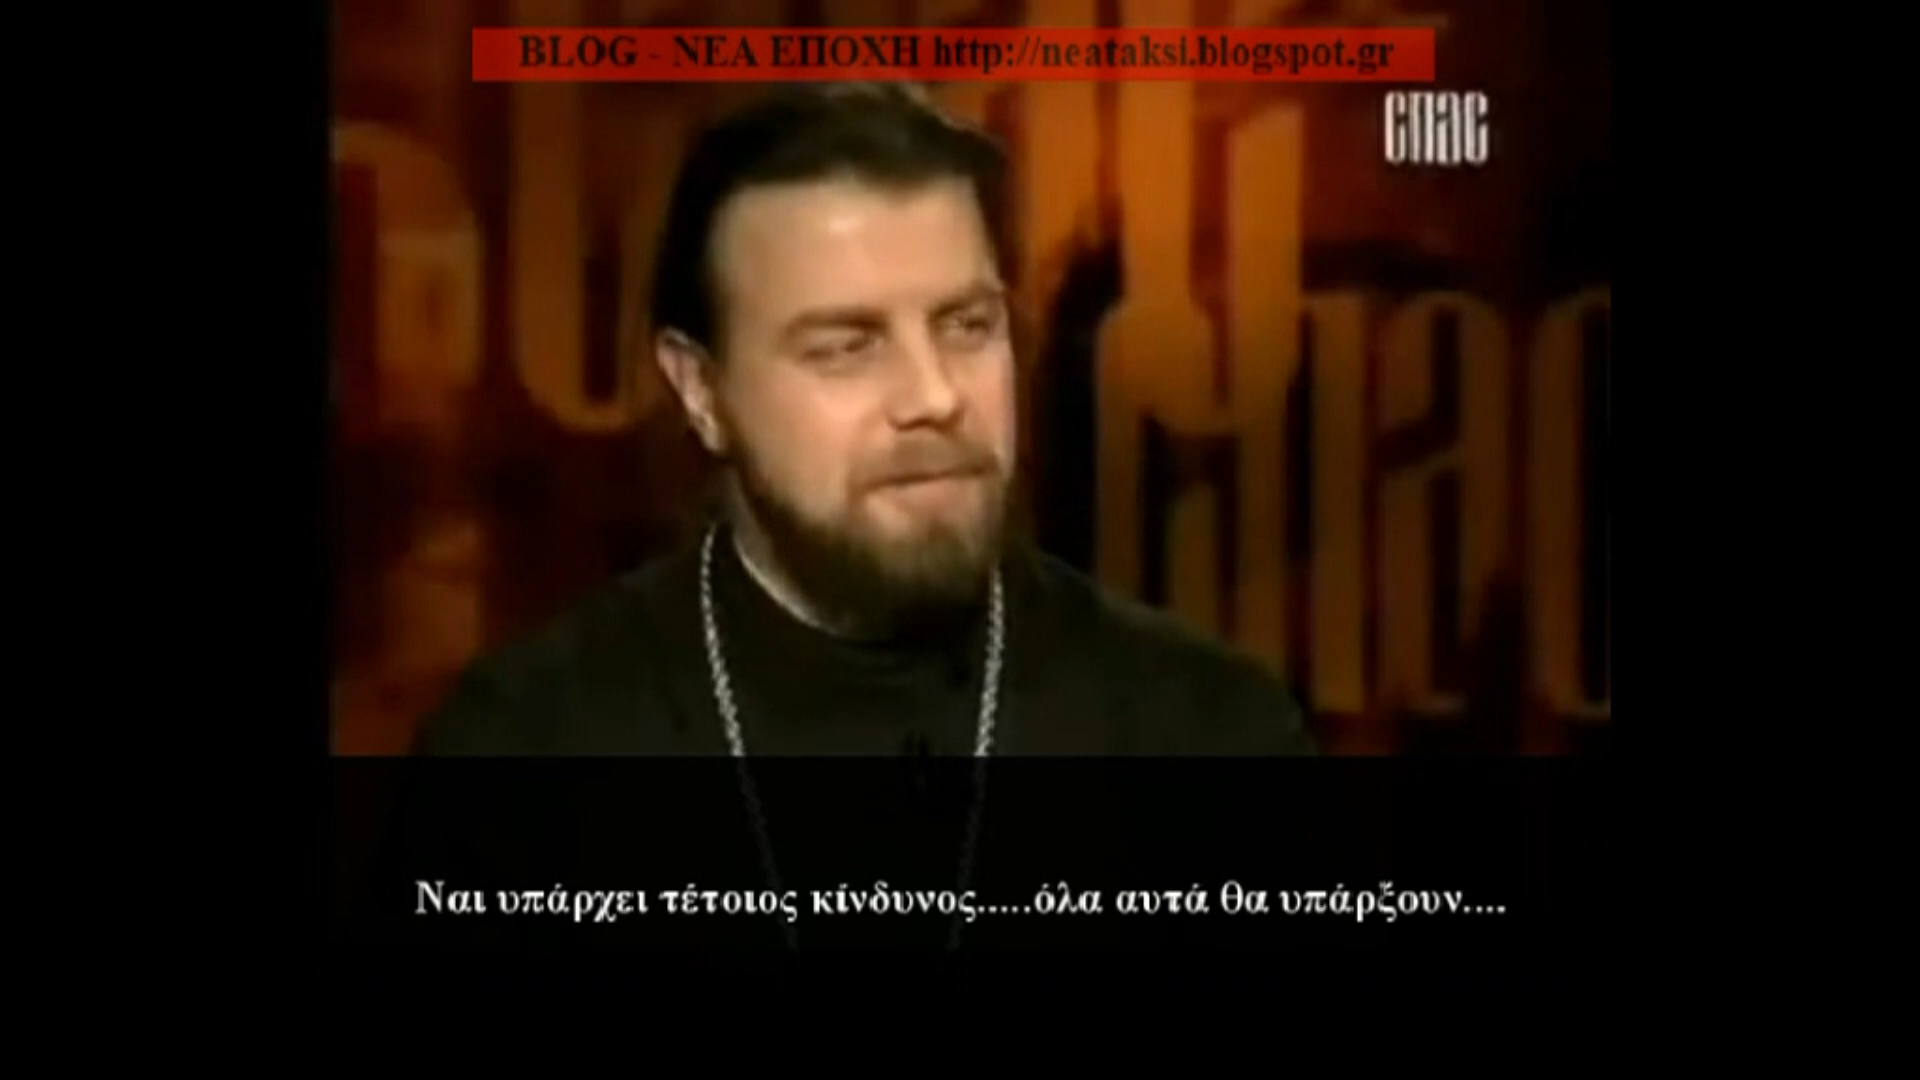 BLOG - ΝΕΑ ΕΠΟΧΗ http://neataksi.blogspot.gr
спас
Ναι υπάρχει τέτοιος κίνδυνος.....όλα αυτά θα υπάρξουν....